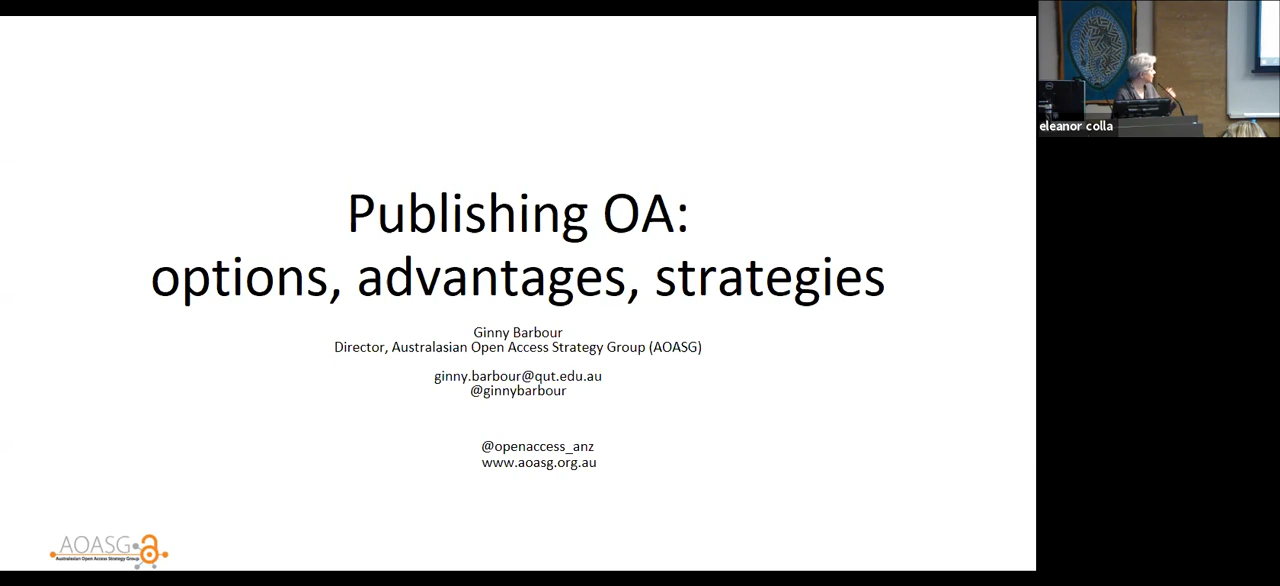 Publishing OA:
options, advantages, strategies
Ginny Barbour
Director, Australasian Open Access Strategy Group (AOASG)
ginny.barbour@qut.edu.au
@ginnybarbour
@openaccess_anz
www.aoasg.org.au
AOASG
Australasian Open Access Strategy Group
eleanor colla